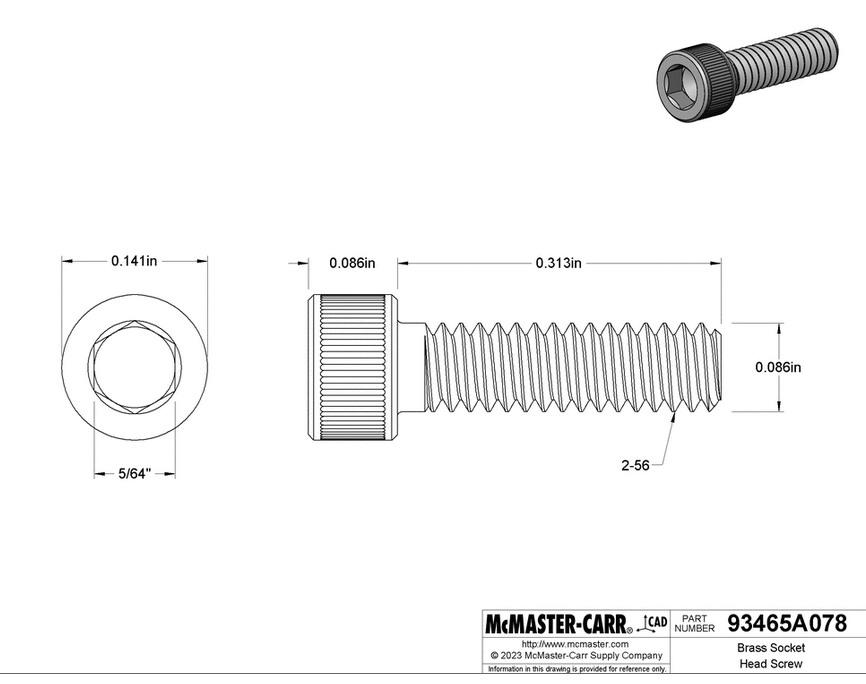 0.141in
0.086in
0.313in
0.086in
5/64"
2-56
McMASTER-CARR® CAD
http://www.mcmaster.com
© 2023 McMaster-Carr Supply Company
Information in this drawing is provided for reference only.
PART
NUMBER
93465A078
Brass Socket
Head Screw